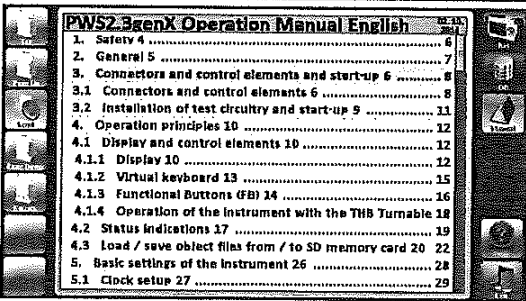 PWS2.3genX Operation Manual English
1. Safety 4 ........ 6
2. General 5 ........ 7
3. Connectors and control elements and start-up 6 ........ 8
3.1 Connectors and control elements 6 ........ 8
3.2 Installation of test circuitry and start-up 9 ........ 11
4. Operation principles 10 ........ 12
4.1 Display and control elements 10 ........ 12
4.1.1 Display 10 ........ 12
4.1.2 Virtual keyboard 13 ........ 15
4.1.3 Functional Buttons (FB) 14 ........ 16
4.1.4 Operation of the instrument with the THB Turnable 18
4.2 Status indications 17 ........ 19
4.3 Load / save object files from / to SD memory card 20 22
5. Basic settings of the instrument 26 ........ 28
5.1 Clock setup 27 ........ 29
Manual